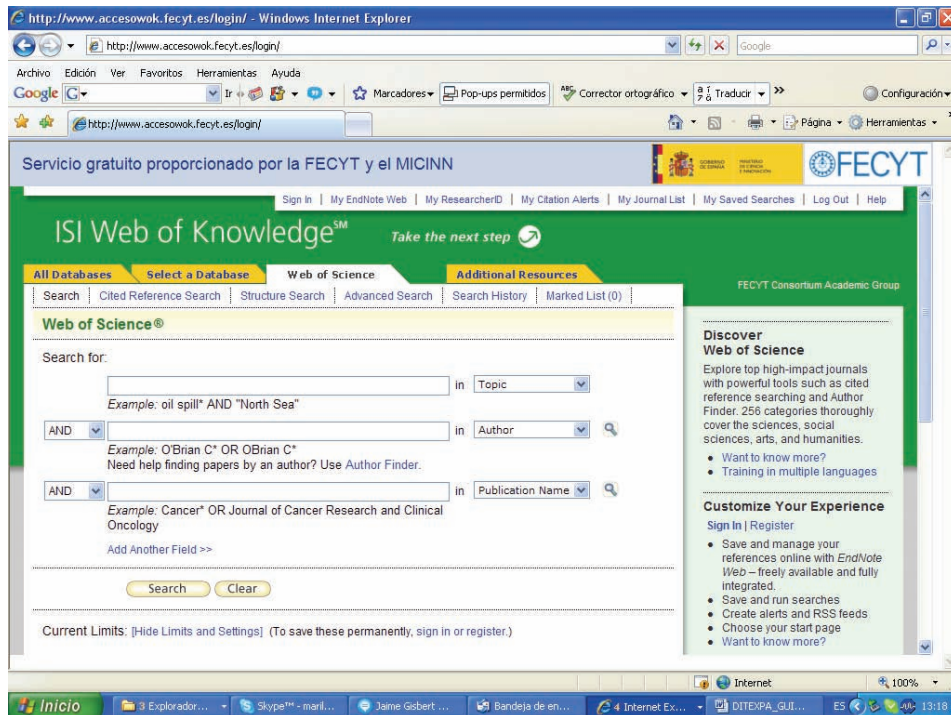 http://www.accesowok.fecyt.es/login/ - Windows Internet Explorer
http://www.accesowok.fecyt.es/login/
Google
Archivo Edición Ver Favoritos Herramientas Ayuda
Google G Ir Marcadores Pop-ups permitidos Corrector ortográfico Traducir Configuración
http://www.accesowok.fecyt.es/login/ Página Herramientas
Servicio gratuito proporcionado por la FECYT y el MICINN
GOBIERNO DE ESPAÑA MINISTERIO DE CIENCIA E INNOVACIÓN FECYT
Sign In | My EndNote Web | My ResearcherID | My Citation Alerts | My Journal List | My Saved Searches | Log Out | Help
ISI Web of Knowledge℠ Take the next step
All Databases Select a Database Web of Science Additional Resources
Search | Cited Reference Search | Structure Search | Advanced Search | Search History | Marked List (0)
FECYT Consortium Academic Group
Web of Science®
Search for:
in Topic
Example: oil spill* AND "North Sea"
AND in Author
Example: O'Brian C* OR OBrian C*
Need help finding papers by an author? Use Author Finder.
AND in Publication Name
Example: Cancer* OR Journal of Cancer Research and Clinical
Oncology
Add Another Field >>
Search Clear
Current Limits: [Hide Limits and Settings] (To save these permanently, sign in or register.)
Discover
Web of Science
Explore top high-impact journals
with powerful tools such as cited
reference searching and Author
Finder. 256 categories thoroughly
cover the sciences, social
sciences, arts, and humanities.
Want to know more?
Training in multiple languages
Customize Your Experience
Sign In | Register
Save and manage your
references online with EndNote
Web – freely available and fully
integrated.
Save and run searches
Create alerts and RSS feeds
Choose your start page
Want to know more?
Internet 100%
Inicio 3 Explorador... Skype™ - maril... Jaime Gisbert ... Bandeja de en... 4 Internet Ex... DITEXPA_GUI... ES 13:18